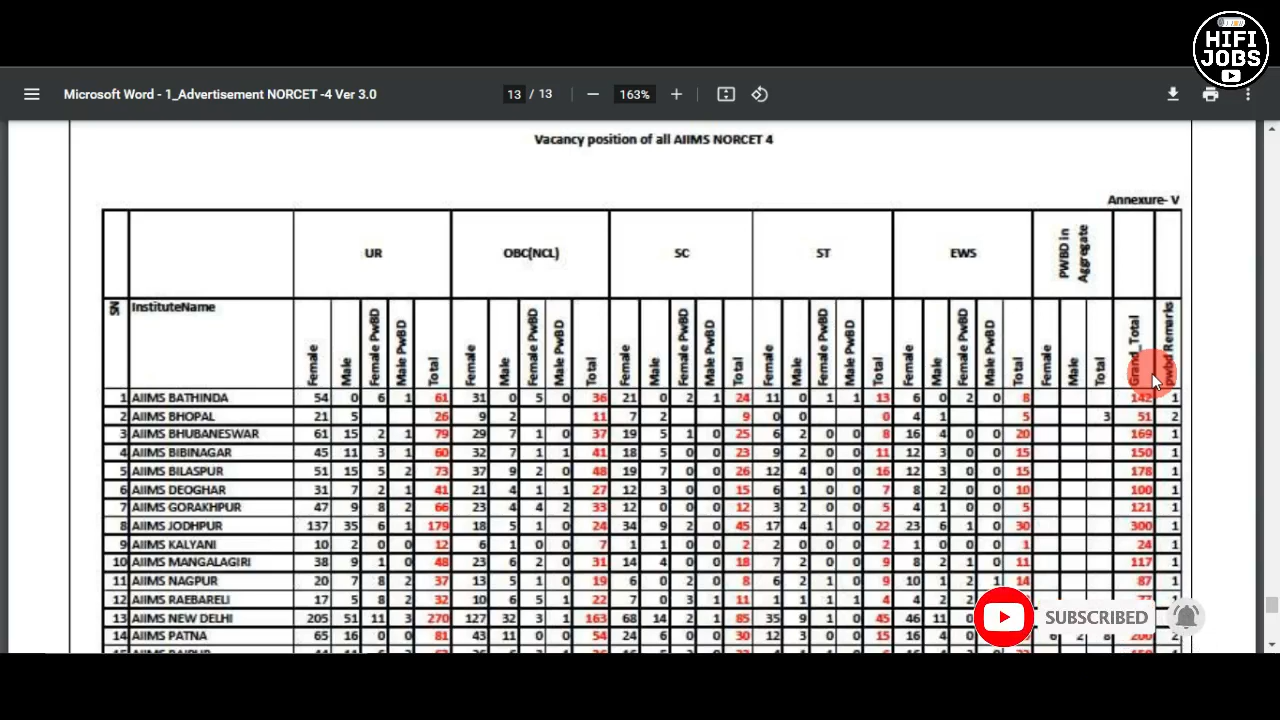 HIFI
JOBS
Microsoft Word - 1_Advertisement NORCET -4 Ver 3.0
13 / 13
163%
Vacancy position of all AIIMS NORCET 4
Annexure- V
UR OBC(NCL) SC ST EWS PWBD in Aggregate
SN InstituteName Female Male Female PwBD Male PwBD Total Female Male Female PwBD Male PwBD Total Female Male Female PwBD Male PwBD Total Female Male Female PwBD Male PwBD Total Female Male Female PwBD Male PwBD Total Female Male Total Grand_Total pwbd Remarks
1 AIIMS BATHINDA 54 0 6 1 61 31 0 5 0 36 21 0 2 1 24 11 0 1 1 13 6 0 2 0 8 142 1
2 AIIMS BHOPAL 21 5 26 9 2 11 7 2 9 0 0 0 4 1 5 3 51 2
3 AIIMS BHUBANESWAR 61 15 2 1 79 29 7 1 0 37 19 5 1 0 25 6 2 0 0 8 16 4 0 0 20 169 1
4 AIIMS BIBINAGAR 45 11 3 1 60 32 7 1 1 41 18 5 0 0 23 9 2 0 0 11 12 3 0 0 15 150 1
5 AIIMS BILASPUR 51 15 5 2 73 37 9 2 0 48 19 7 0 0 26 12 4 0 0 16 12 3 0 0 15 178 1
6 AIIMS DEOGHAR 31 7 2 1 41 21 4 1 1 27 12 3 0 0 15 6 1 0 0 7 8 2 0 0 10 100 1
7 AIIMS GORAKHPUR 47 9 8 2 66 23 4 4 2 33 12 0 0 0 12 3 2 0 0 5 4 1 0 0 5 121 1
8 AIIMS JODHPUR 137 35 6 1 179 18 5 1 0 24 34 9 2 0 45 17 4 1 0 22 23 6 1 0 30 300 1
9 AIIMS KALYANI 10 2 0 0 12 6 1 0 0 7 1 1 0 0 2 2 0 0 0 2 1 0 0 0 1 24 1
10 AIIMS MANGALAGIRI 38 9 1 0 48 23 6 2 0 31 14 4 0 0 18 7 2 0 0 9 8 2 1 0 11 117 1
11 AIIMS NAGPUR 20 7 8 2 37 13 5 1 0 19 6 0 2 0 8 6 2 1 0 9 10 1 2 1 14 87 1
12 AIIMS RAEBARELI 17 5 8 2 32 10 6 5 1 22 7 0 3 1 11 1 1 1 1 4 4 2
13 AIIMS NEW DELHI 205 51 11 3 270 127 32 3 1 163 68 14 2 1 85 35 9 1 0 45 46 11
14 AIIMS PATNA 65 16 0 0 81 43 11 0 0 54 24 6 0 0 30 12 3 0 0 15 16 4 6 2 8 200 2
SUBSCRIBED